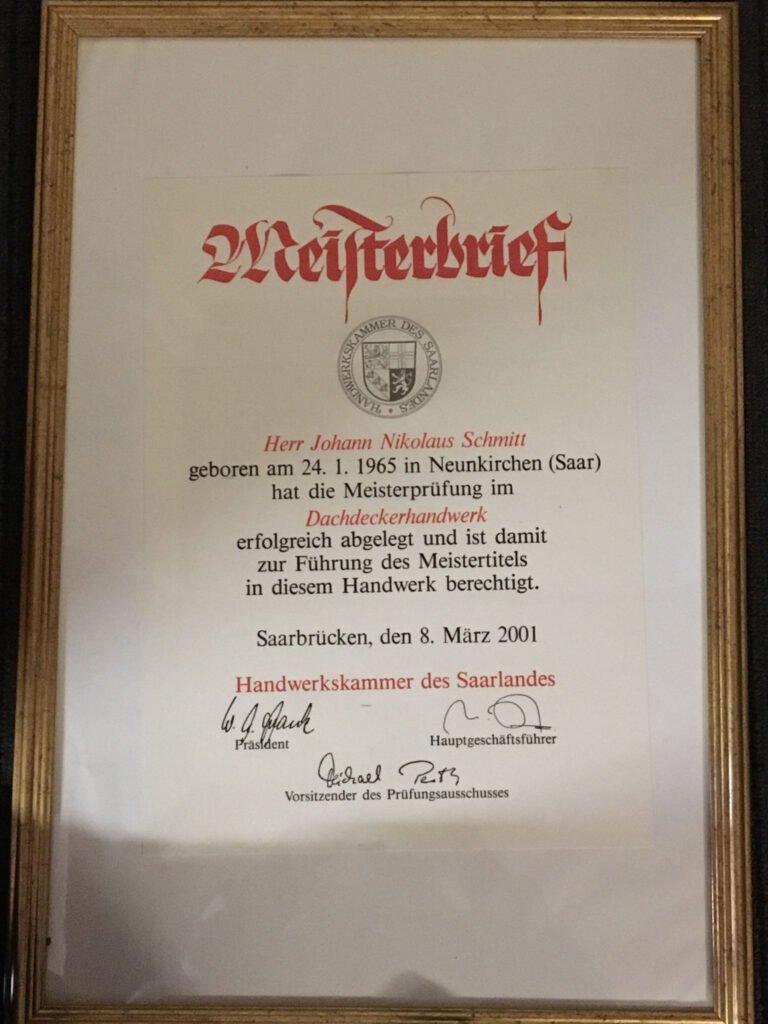 Meisterbrief
HANDWERKSKAMMER DES SAARLANDES
Herr Johann Nikolaus Schmitt
geboren am 24. 1. 1965 in Neunkirchen (Saar)
hat die Meisterprüfung im
Dachdeckerhandwerk
erfolgreich abgelegt und ist damit
zur Führung des Meistertitels
in diesem Handwerk berechtigt.
Saarbrücken, den 8. März 2001
Handwerkskammer des Saarlandes
Präsident
Hauptgeschäftsführer
Michael
Vorsitzender des Prüfungsausschusses